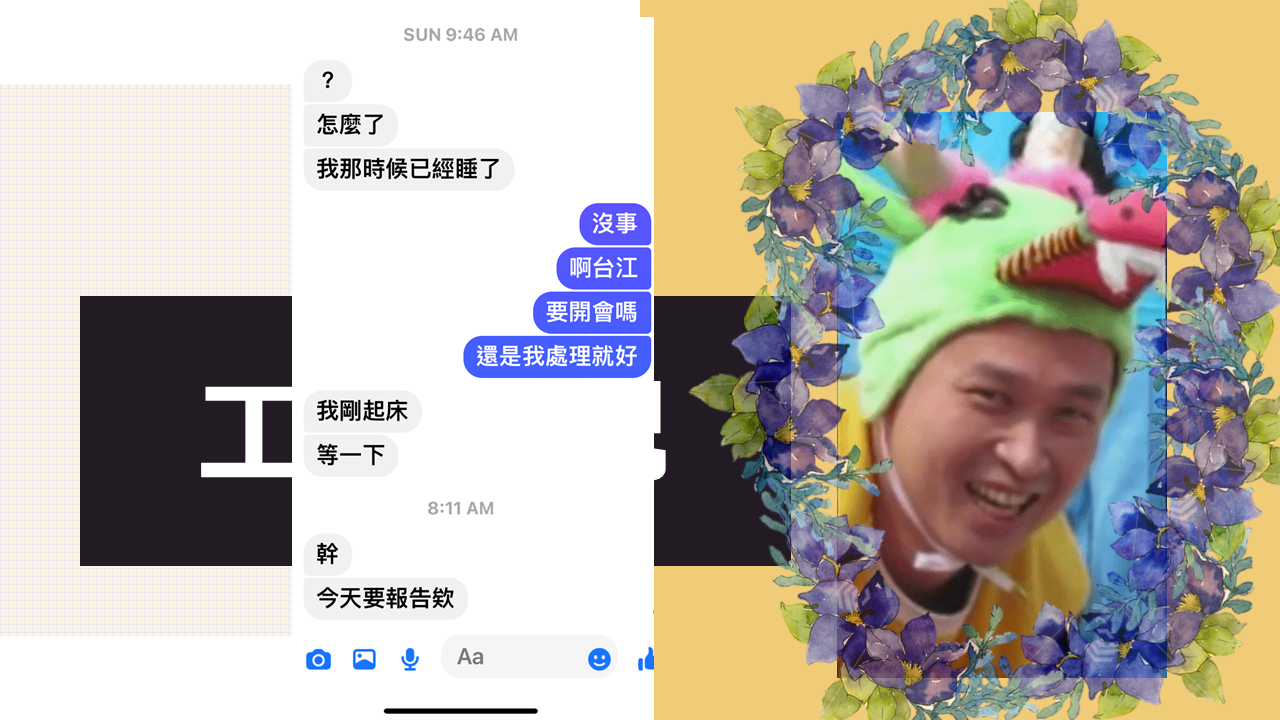 SUN 9:46 AM
?
怎麼了
我那時候已經睡了
沒事
啊台江
要開會嗎
還是我處理就好
我剛起床
等一下
8:11 AM
幹
今天要報告欸
Aa
工